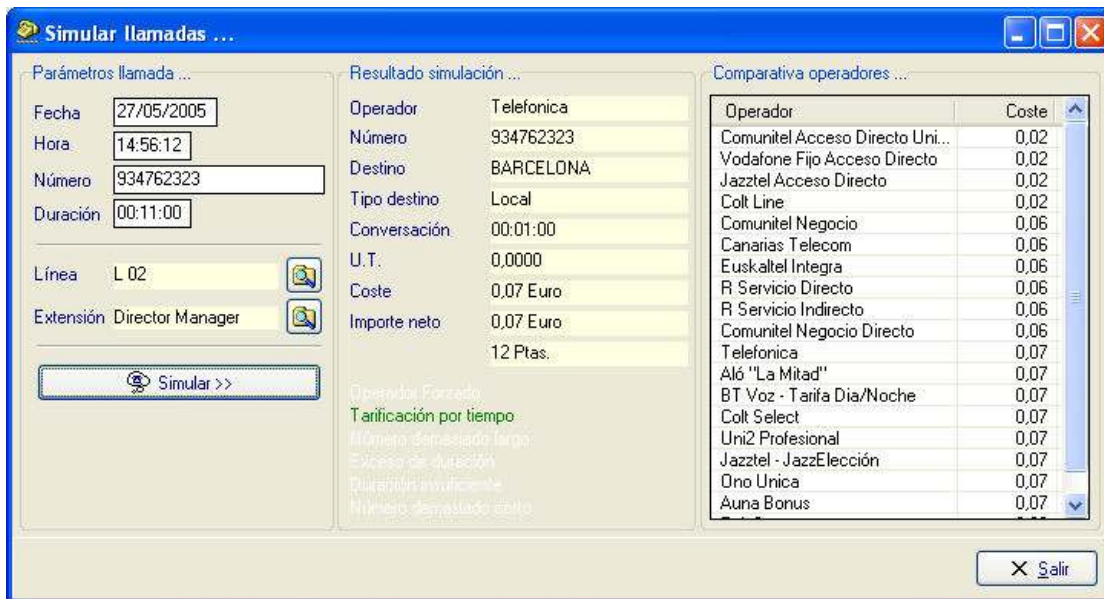 Simular llamadas ...
Parámetros llamada ...
Fecha 27/05/2005
Hora 14:56:12
Número 934762323
Duración 00:11:00
Línea L 02
Extensión Director Manager
Simular >>
Resultado simulación ...
Operador Telefonica
Número 934762323
Destino BARCELONA
Tipo destino Local
Conversación 00:01:00
U.T. 0,0000
Coste 0,07 Euro
Importe neto 0,07 Euro
12 Ptas.
Operador Forzado
Tarificación por tiempo
Número demasiado largo
Exceso de duración
Duración insuficiente
Número demasiado corto
Comparativa operadores ...
Operador Coste
Comunitel Acceso Directo Uni... 0,02
Vodafone Fijo Acceso Directo 0,02
Jazztel Acceso Directo 0,02
Colt Line 0,02
Comunitel Negocio 0,06
Canarias Telecom 0,06
Euskaltel Integra 0,06
R Servicio Directo 0,06
R Servicio Indirecto 0,06
Comunitel Negocio Directo 0,06
Telefonica 0,07
Aló "La Mitad" 0,07
BT Voz - Tarifa Dia/Noche 0,07
Colt Select 0,07
Uni2 Profesional 0,07
Jazztel - JazzElección 0,07
Ono Unica 0,07
Auna Bonus 0,07
Salir